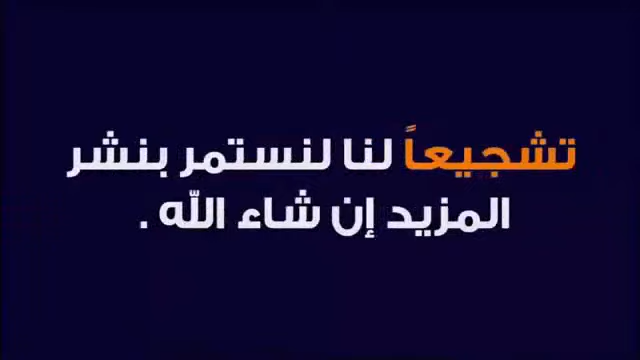 تشجيعاً لنا لنستمر بنشر
المزيد إن شاء الله .